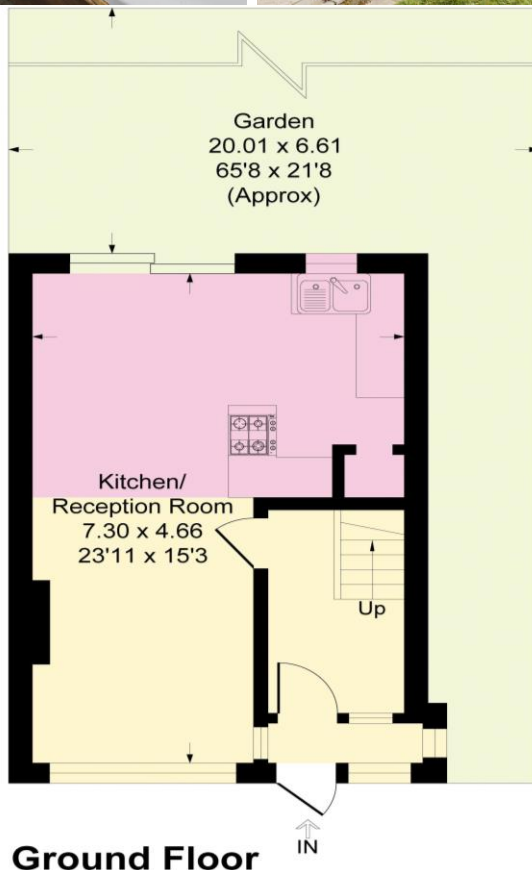 Garden
20.01 x 6.61
65'8 x 21'8
(Approx)
Kitchen/
Reception Room
7.30 x 4.66
23'11 x 15'3
Up
IN
Ground Floor